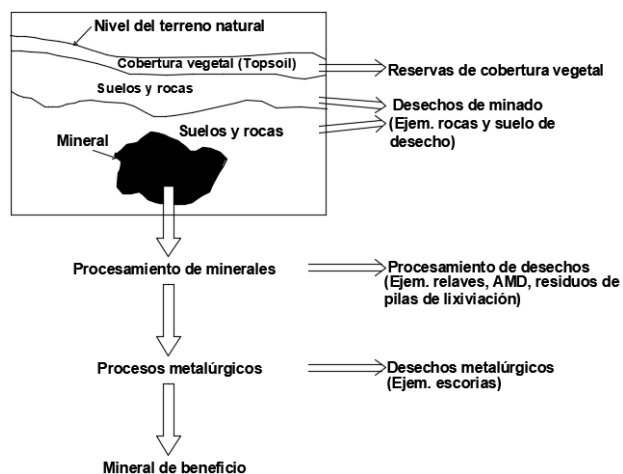 Nivel del terreno natural
Cobertura vegetal (Topsoil)
Reservas de cobertura vegetal
Suelos y rocas
Desechos de minado
(Ejem. rocas y suelo de
desecho)
Suelos y rocas
Mineral
Procesamiento de minerales
Procesamiento de desechos
(Ejem. relaves, AMD, residuos de
pilas de lixiviación)
Procesos metalúrgicos
Desechos metalúrgicos
(Ejem. escorias)
Mineral de beneficio